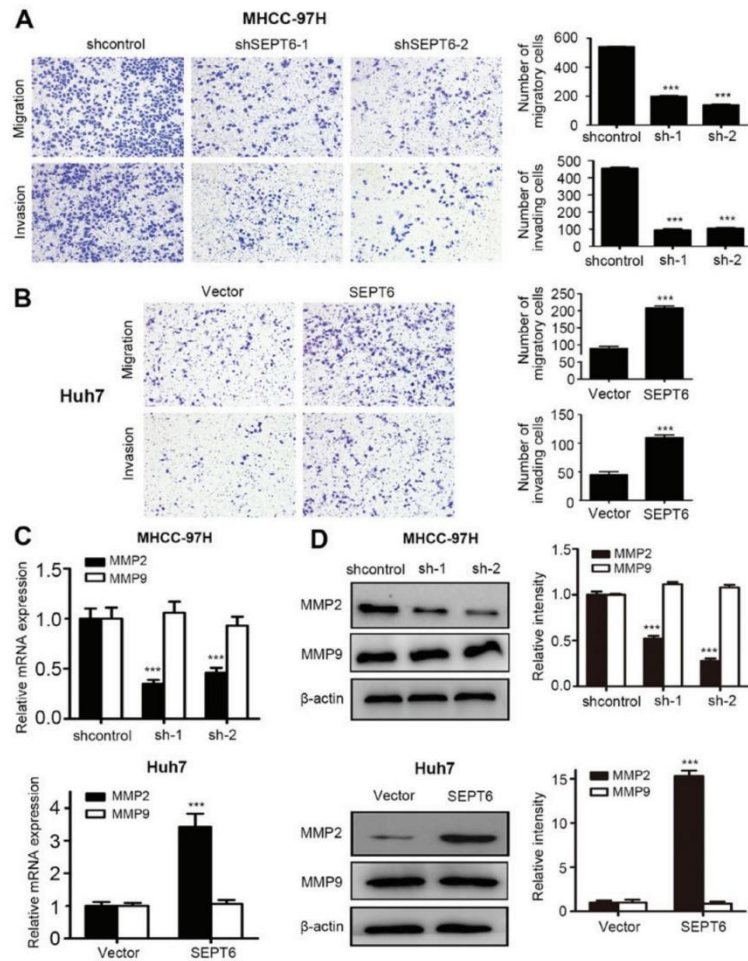 A
MHCC-97H
shcontrol
shSEPT6-1
shSEPT6-2
Migration
Invasion
Number of
migratory cells
600
400
200
0
shcontrol
sh-1
sh-2
***
***
Number of
invading cells
500
400
300
200
100
0
shcontrol
sh-1
sh-2
***
***
B
Vector
SEPT6
Huh7
Migration
Invasion
Number of
migratory cells
250
200
150
100
50
0
Vector
SEPT6
***
Number of
invading cells
150
100
50
0
Vector
SEPT6
***
C
MHCC-97H
MMP2
MMP9
Relative mRNA expression
1.5
1.0
0.5
0.0
***
***
shcontrol
sh-1
sh-2
Huh7
MMP2
MMP9
Relative mRNA expression
6
4
3
2
1
0
***
Vector
SEPT6
D
MHCC-97H
shcontrol
sh-1
sh-2
MMP2
MMP9
β-actin
MMP2
MMP9
Relative intensity
1.5
1.0
0.5
0.0
***
***
shcontrol
sh-1
sh-2
Huh7
Vector
SEPT6
MMP2
MMP9
β-actin
MMP2
MMP9
Relative intensity
15
10
5
0
***
Vector
SEPT6